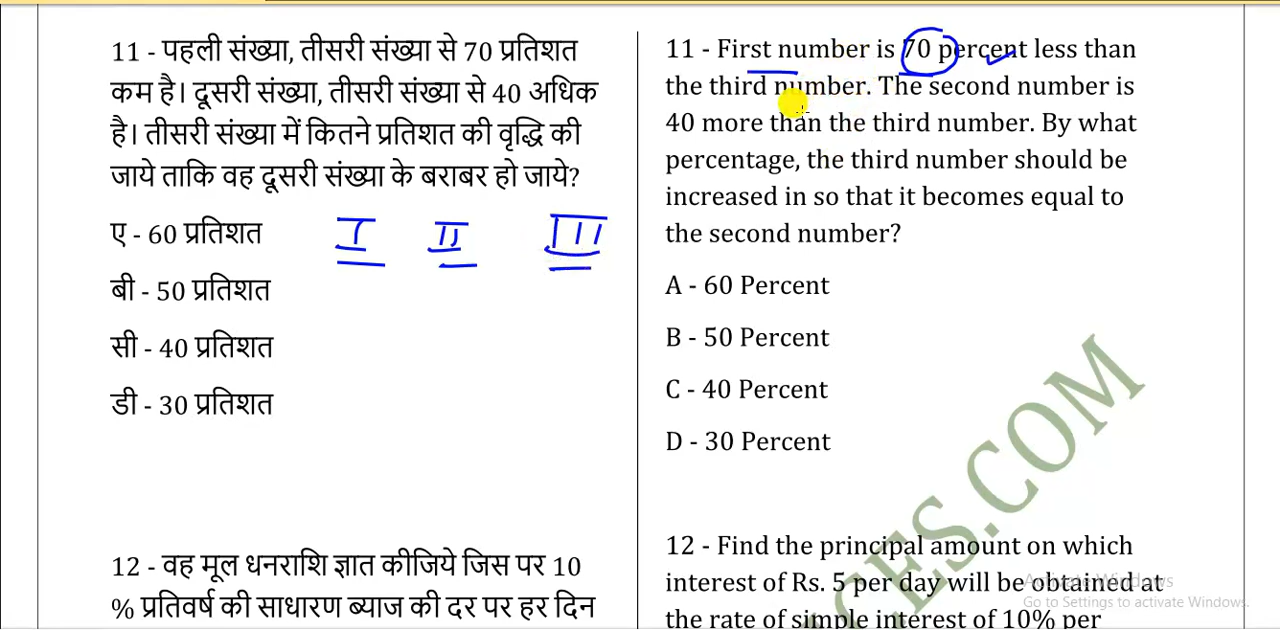 11 - पहली संख्या, तीसरी संख्या से 70 प्रतिशत
कम है। दूसरी संख्या, तीसरी संख्या से 40 अधिक
है। तीसरी संख्या में कितने प्रतिशत की वृद्धि की
जाये ताकि वह दूसरी संख्या के बराबर हो जाये?
ए - 60 प्रतिशत
बी - 50 प्रतिशत
सी - 40 प्रतिशत
डी - 30 प्रतिशत
I II III
12 - वह मूल धनराशि ज्ञात कीजिये जिस पर 10
% प्रतिवर्ष की साधारण ब्याज की दर पर हर दिन
11 - First number is 70 percent less than
the third number. The second number is
40 more than the third number. By what
percentage, the third number should be
increased in so that it becomes equal to
the second number?
A - 60 Percent
B - 50 Percent
C - 40 Percent
D - 30 Percent
12 - Find the principal amount on which
interest of Rs. 5 per day will be obtained at
the rate of simple interest of 10% per
CES.COM
Activate Windows
Go to Settings to activate Windows.